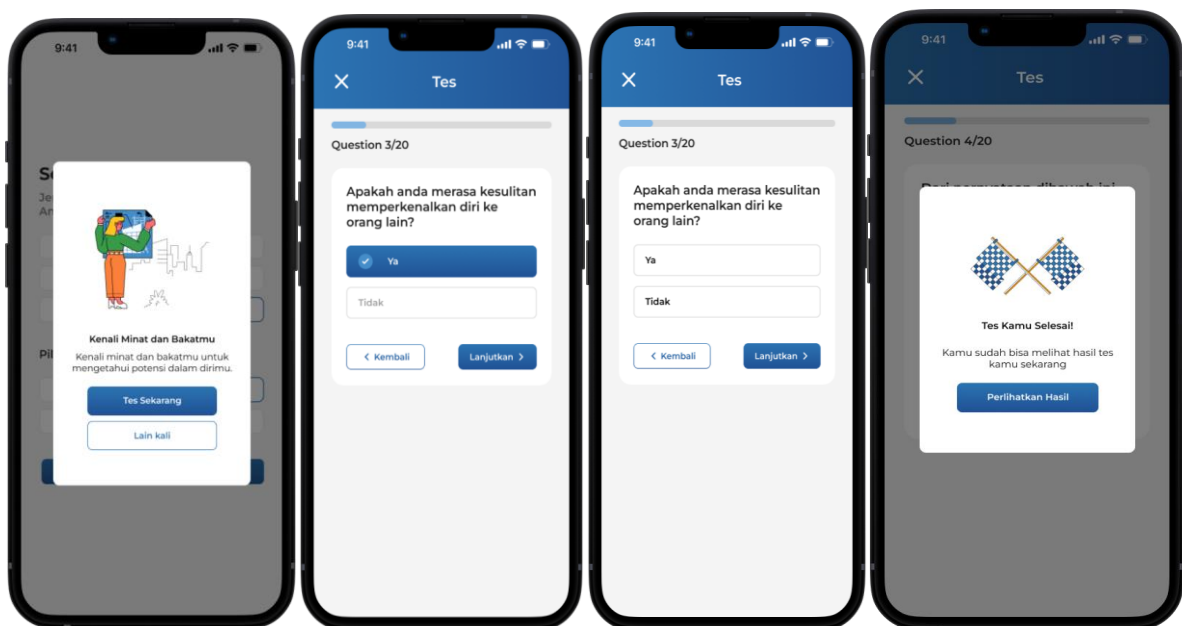 9:41
Kenali Minat dan Bakatmu
Kenali minat dan bakatmu untuk
mengetahui potensi dalam dirimu.
Tes Sekarang
Lain kali
9:41
Tes
Question 3/20
Apakah anda merasa kesulitan
memperkenalkan diri ke
orang lain?
Ya
Tidak
< Kembali
Lanjutkan >
9:41
Tes
Question 3/20
Apakah anda merasa kesulitan
memperkenalkan diri ke
orang lain?
Ya
Tidak
< Kembali
Lanjutkan >
9:41
Tes
Question 4/20
Tes Kamu Selesai!
Kamu sudah bisa melihat hasil tes
kamu sekarang
Perlihatkan Hasil